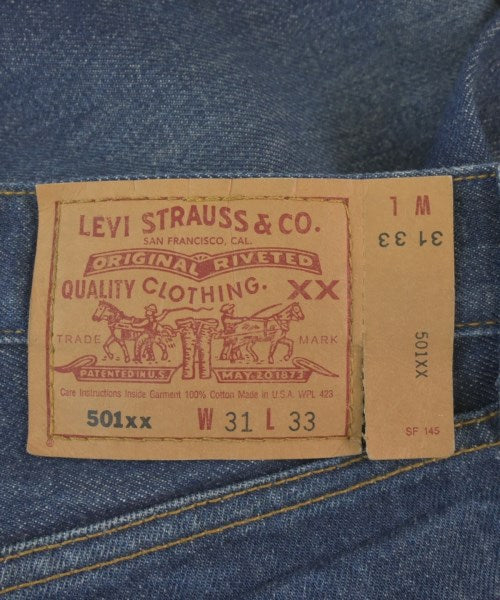 LEVI STRAUSS & CO.
SAN FRANCISCO, CAL.
ORIGINAL RIVETED
QUALITY CLOTHING. XX
TRADE MARK
PATENTED IN U.S. MAY 20 1873
Care Instructions Inside Garment 100% Cotton Made in U.S.A. WPL 423
501XX W 31 L 33
W L
31 33
501XX
SF 145